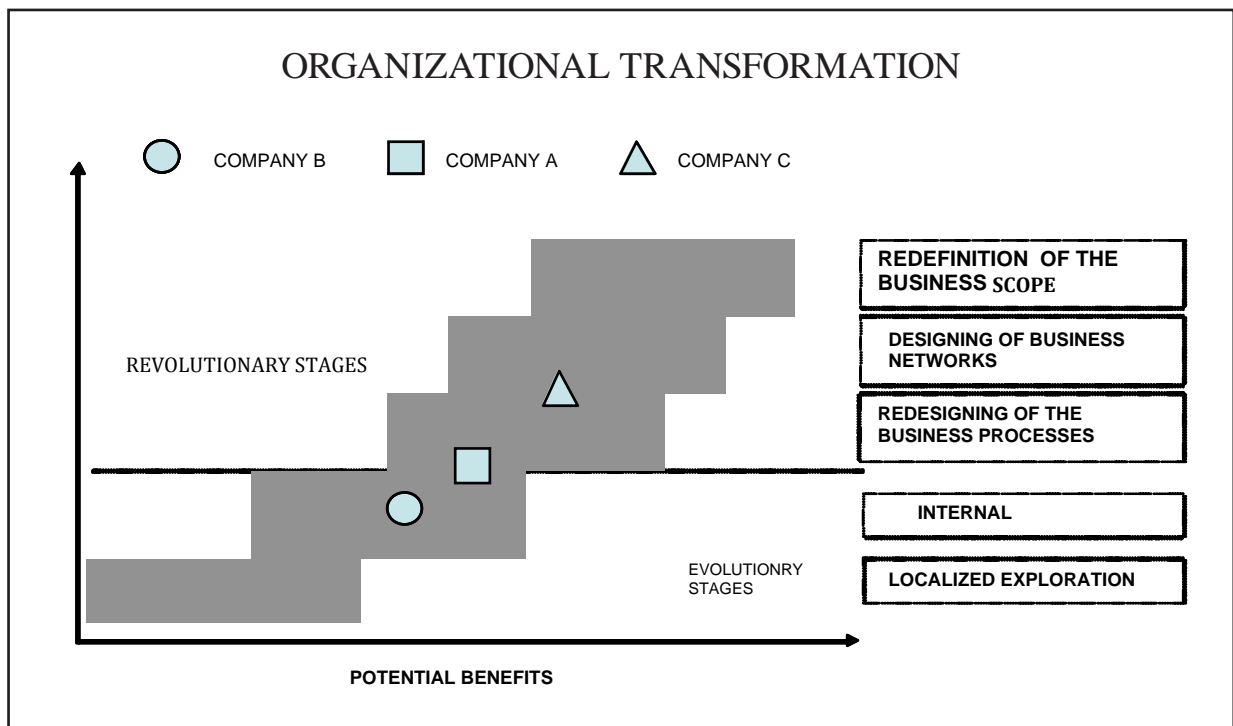 ORGANIZATIONAL TRANSFORMATION
COMPANY B
COMPANY A
COMPANY C
REDEFINITION OF THE
BUSINESS SCOPE
DESIGNING OF BUSINESS
NETWORKS
REVOLUTIONARY STAGES
REDESIGNING OF THE
BUSINESS PROCESSES
INTERNAL
EVOLUTIONRY
STAGES
LOCALIZED EXPLORATION
POTENTIAL BENEFITS